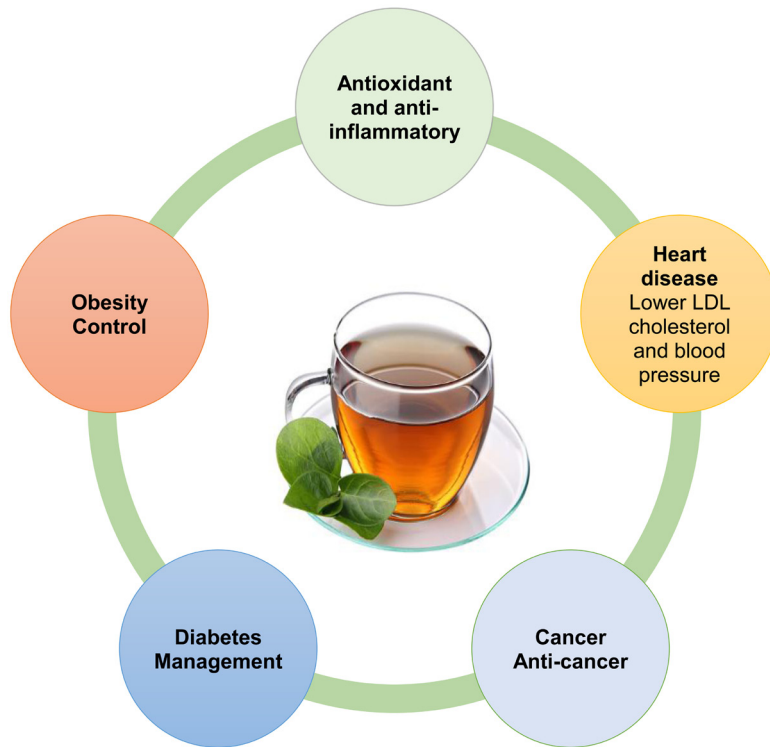 Antioxidant
and anti-
inflammatory
Heart
disease
Lower LDL
cholesterol
and blood
pressure
Cancer
Anti-cancer
Diabetes
Management
Obesity
Control